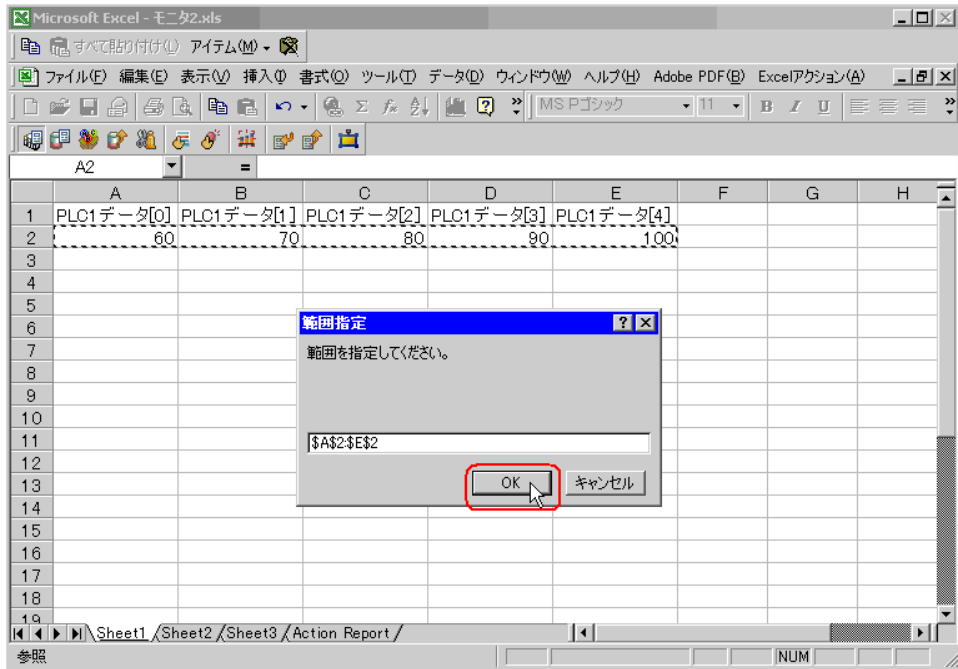 Microsoft Excel - モニタ2.xls
すべて貼り付け(L) アイテム(M)
ファイル(F) 編集(E) 表示(V) 挿入(I) 書式(O) ツール(T) データ(D) ウィンドウ(W) ヘルプ(H) Adobe PDF(B) Excelアクション(A)
MS Pゴシック 11 B I U
A2 =
A B C D E F G H
1 PLC1データ[0] PLC1データ[1] PLC1データ[2] PLC1データ[3] PLC1データ[4]
2 60 70 80 90 100
3
4
5
6
7
8
9
10
11
12
13
14
15
16
17
18
19
範囲指定
範囲を指定してください。
$A$2:$E$2
OK キャンセル
Sheet1 Sheet2 Sheet3 Action Report
参照 NUM